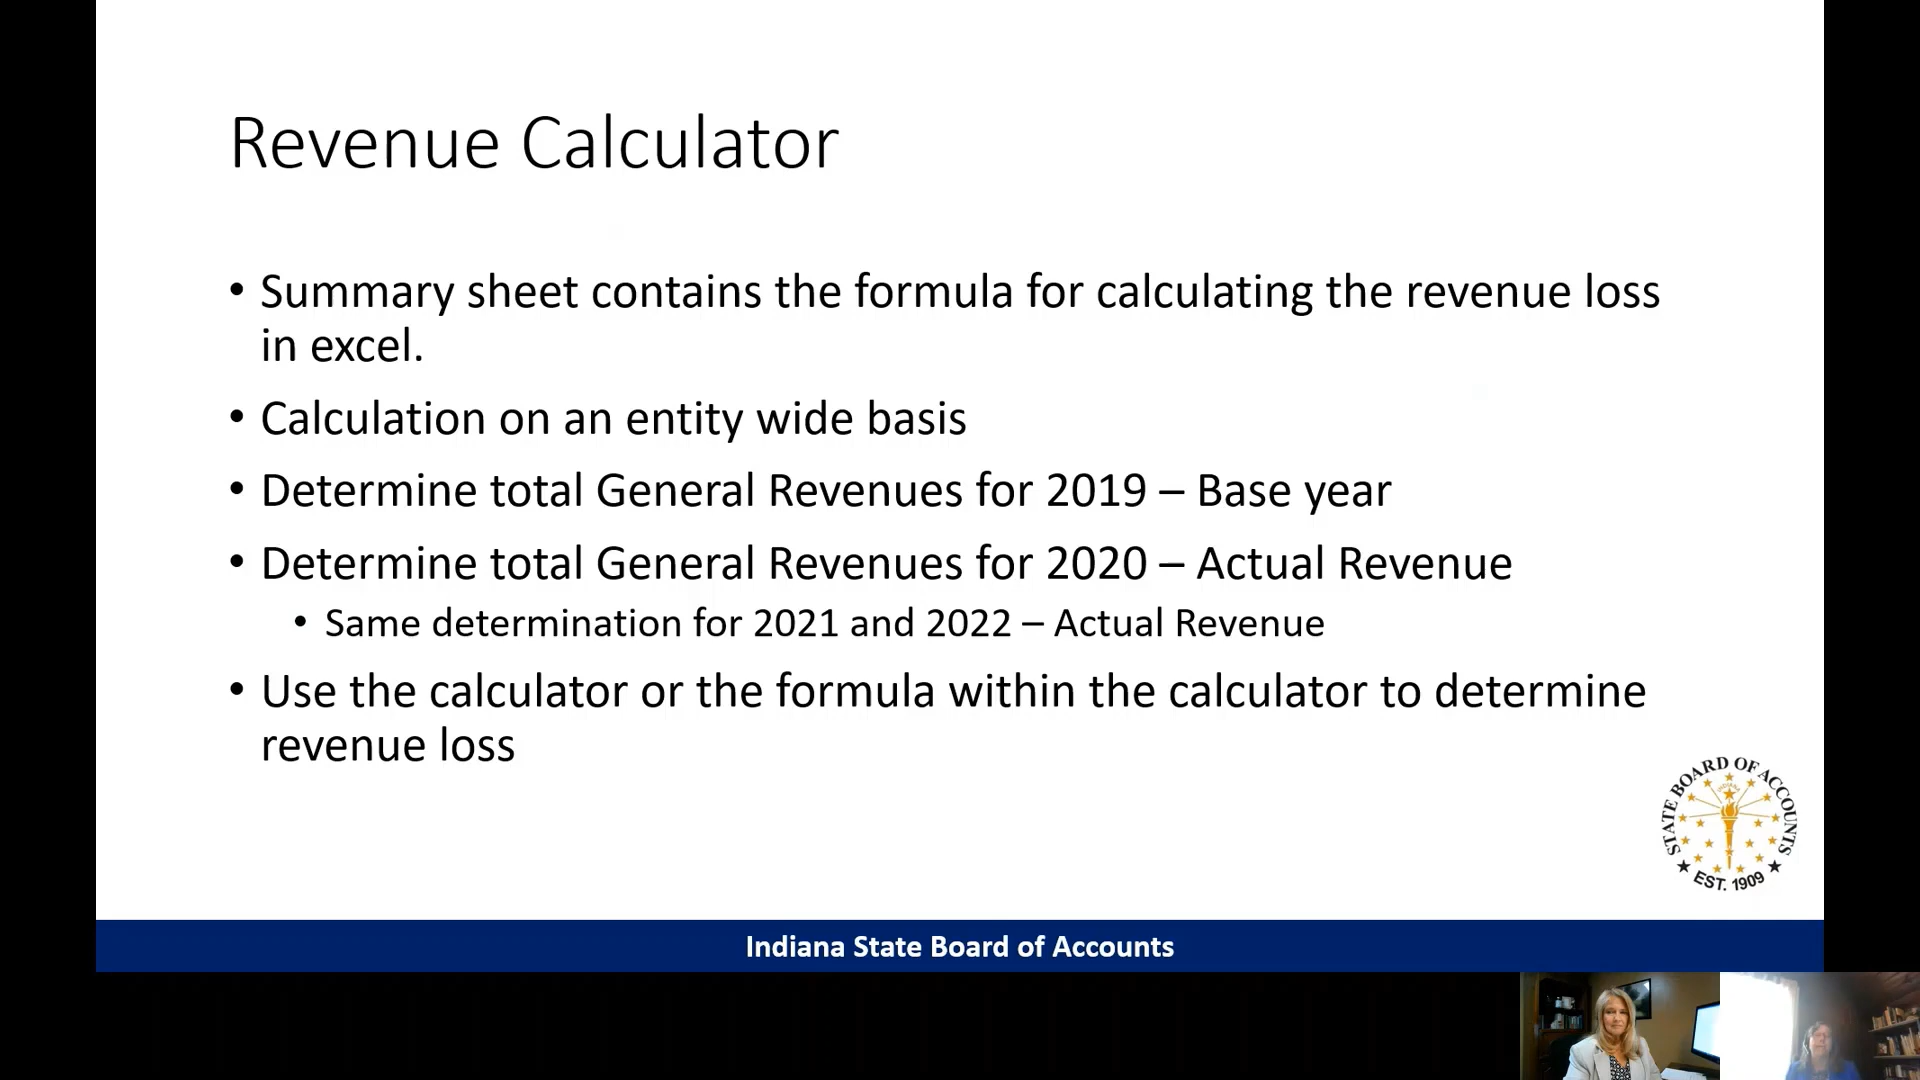 Revenue Calculator
• Summary sheet contains the formula for calculating the revenue loss
in excel.
• Calculation on an entity wide basis
• Determine total General Revenues for 2019 – Base year
• Determine total General Revenues for 2020 – Actual Revenue
• Same determination for 2021 and 2022 – Actual Revenue
• Use the calculator or the formula within the calculator to determine
revenue loss
STATE BOARD OF ACCOUNTS
INDIANA
★ EST. 1909 ★
Indiana State Board of Accounts